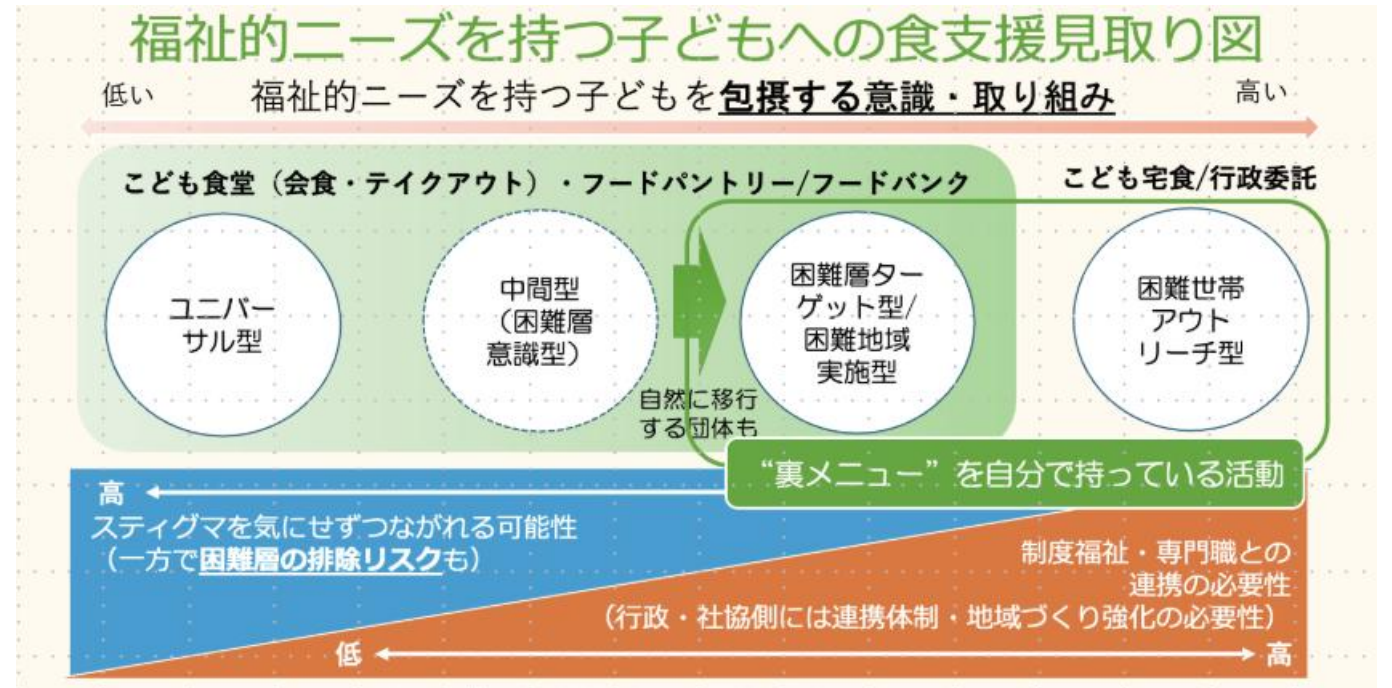 福祉的ニーズを持つ子どもへの食支援見取り図
低い
福祉的ニーズを持つ子どもを包摂する意識・取り組み
高い
こども食堂（会食・テイクアウト）・フードパントリー/フードバンク
こども宅食/行政委託
ユニバー
サル型
中間型
（困難層
意識型）
困難層ター
ゲット型/
困難地域
実施型
困難世帯
アウト
リーチ型
自然に移行
する団体も
“裏メニュー”を自分で持っている活動
高
スティグマを気にせずつながれる可能性
（一方で困難層の排除リスクも）
制度福祉・専門職との
連携の必要性
（行政・社協側には連携体制・地域づくり強化の必要性）
低
高